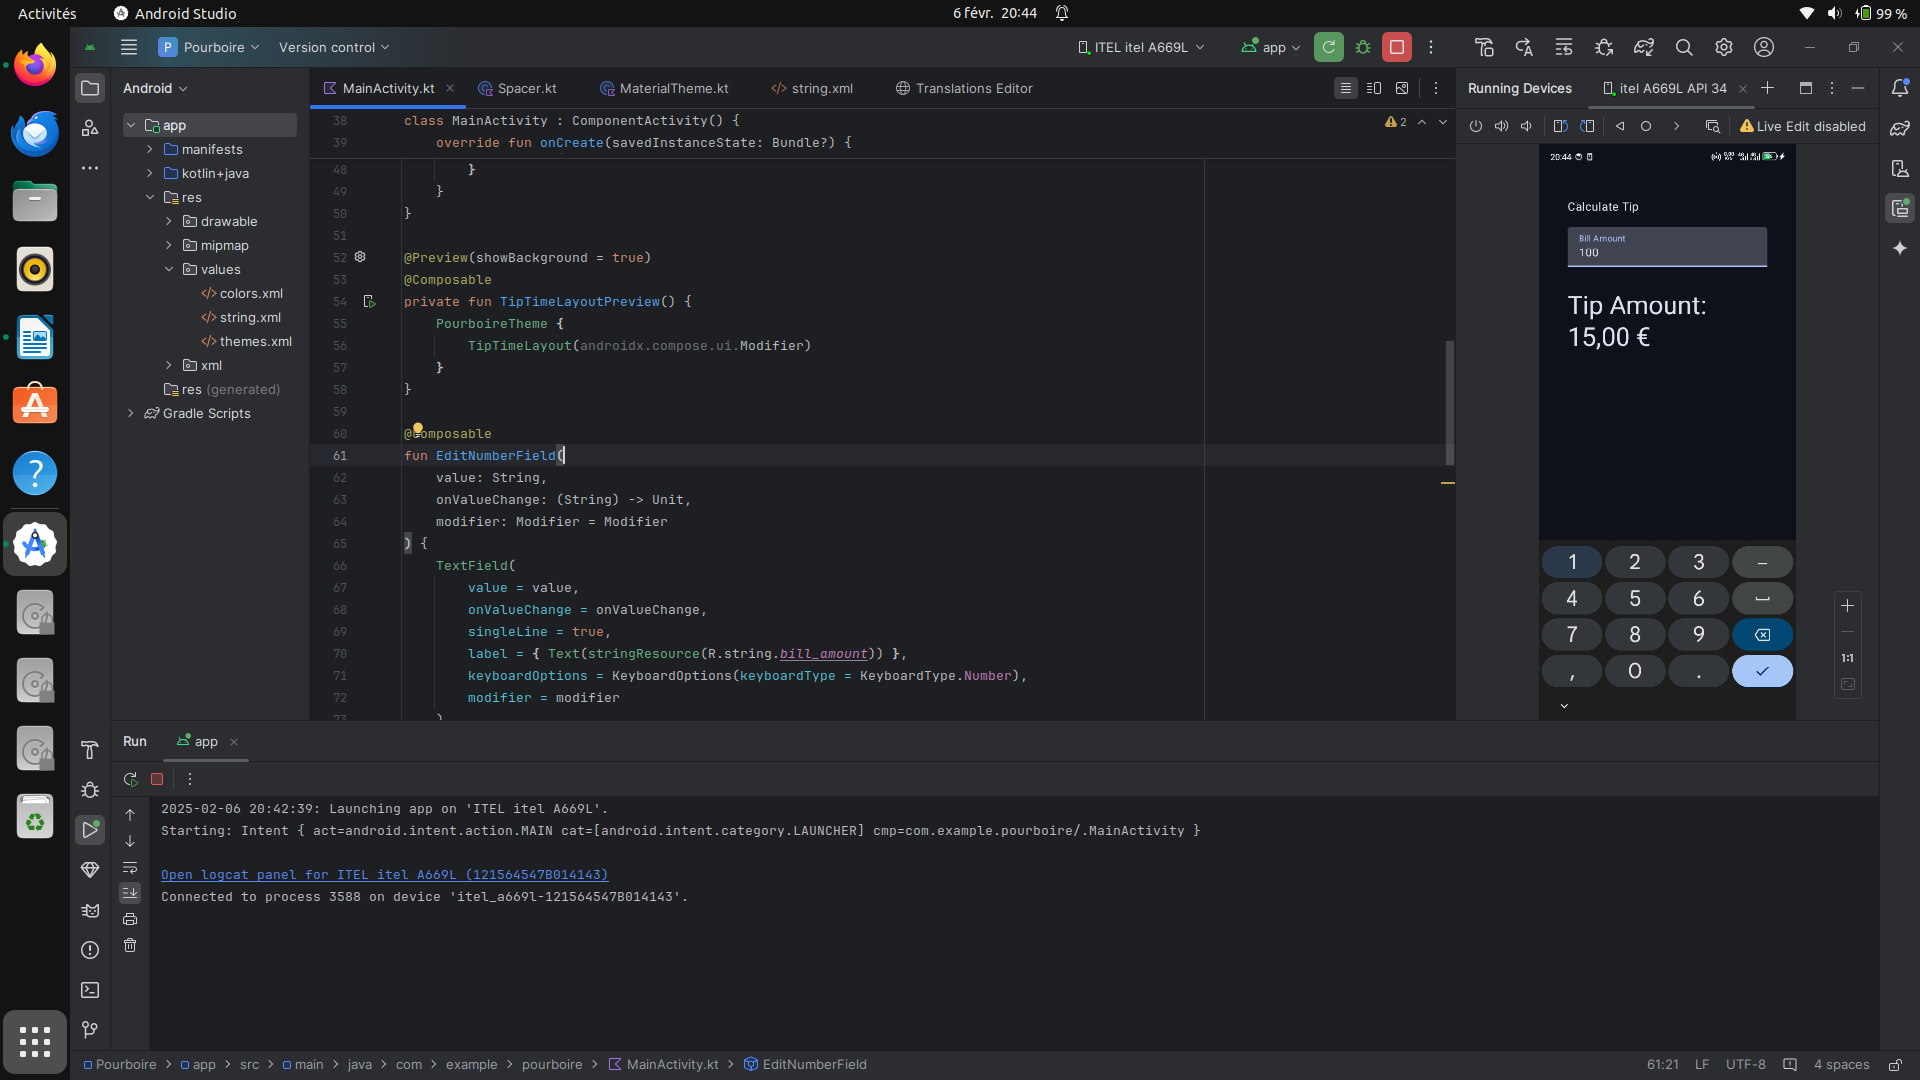 Activités
Android Studio
6 févr. 20:44
99 %
P Pourboire
Version control
ITEL itel A669L
app
Android
app
manifests
kotlin+java
res
drawable
mipmap
values
colors.xml
string.xml
themes.xml
xml
res (generated)
Gradle Scripts
MainActivity.kt
Spacer.kt
MaterialTheme.kt
string.xml
Translations Editor
2
38 class MainActivity : ComponentActivity() {
39 override fun onCreate(savedInstanceState: Bundle?) {
48 }
49 }
50 }
51
52 @Preview(showBackground = true)
53 @Composable
54 private fun TipTimeLayoutPreview() {
55 PourboireTheme {
56 TipTimeLayout(androidx.compose.ui.Modifier)
57 }
58 }
59
60 @Composable
61 fun EditNumberField(
62 value: String,
63 onValueChange: (String) -> Unit,
64 modifier: Modifier = Modifier
65 ) {
66 TextField(
67 value = value,
68 onValueChange = onValueChange,
69 singleLine = true,
70 label = { Text(stringResource(R.string.bill_amount)) },
71 keyboardOptions = KeyboardOptions(keyboardType = KeyboardType.Number),
72 modifier = modifier
73 )
Running Devices
itel A669L API 34
Live Edit disabled
20:44
Calculate Tip
Bill Amount
100
Tip Amount:
15,00 €
1 2 3 –
4 5 6
7 8 9
, 0 .
1:1
Run
app
2025-02-06 20:42:39: Launching app on 'ITEL itel A669L'.
Starting: Intent { act=android.intent.action.MAIN cat=[android.intent.category.LAUNCHER] cmp=com.example.pourboire/.MainActivity }
Open logcat panel for ITEL itel A669L (121564547B014143)
Connected to process 3588 on device 'itel_a669l-121564547B014143'.
Pourboire > app > src > main > java > com > example > pourboire > MainActivity.kt > EditNumberField
61:21
LF
UTF-8
4 spaces